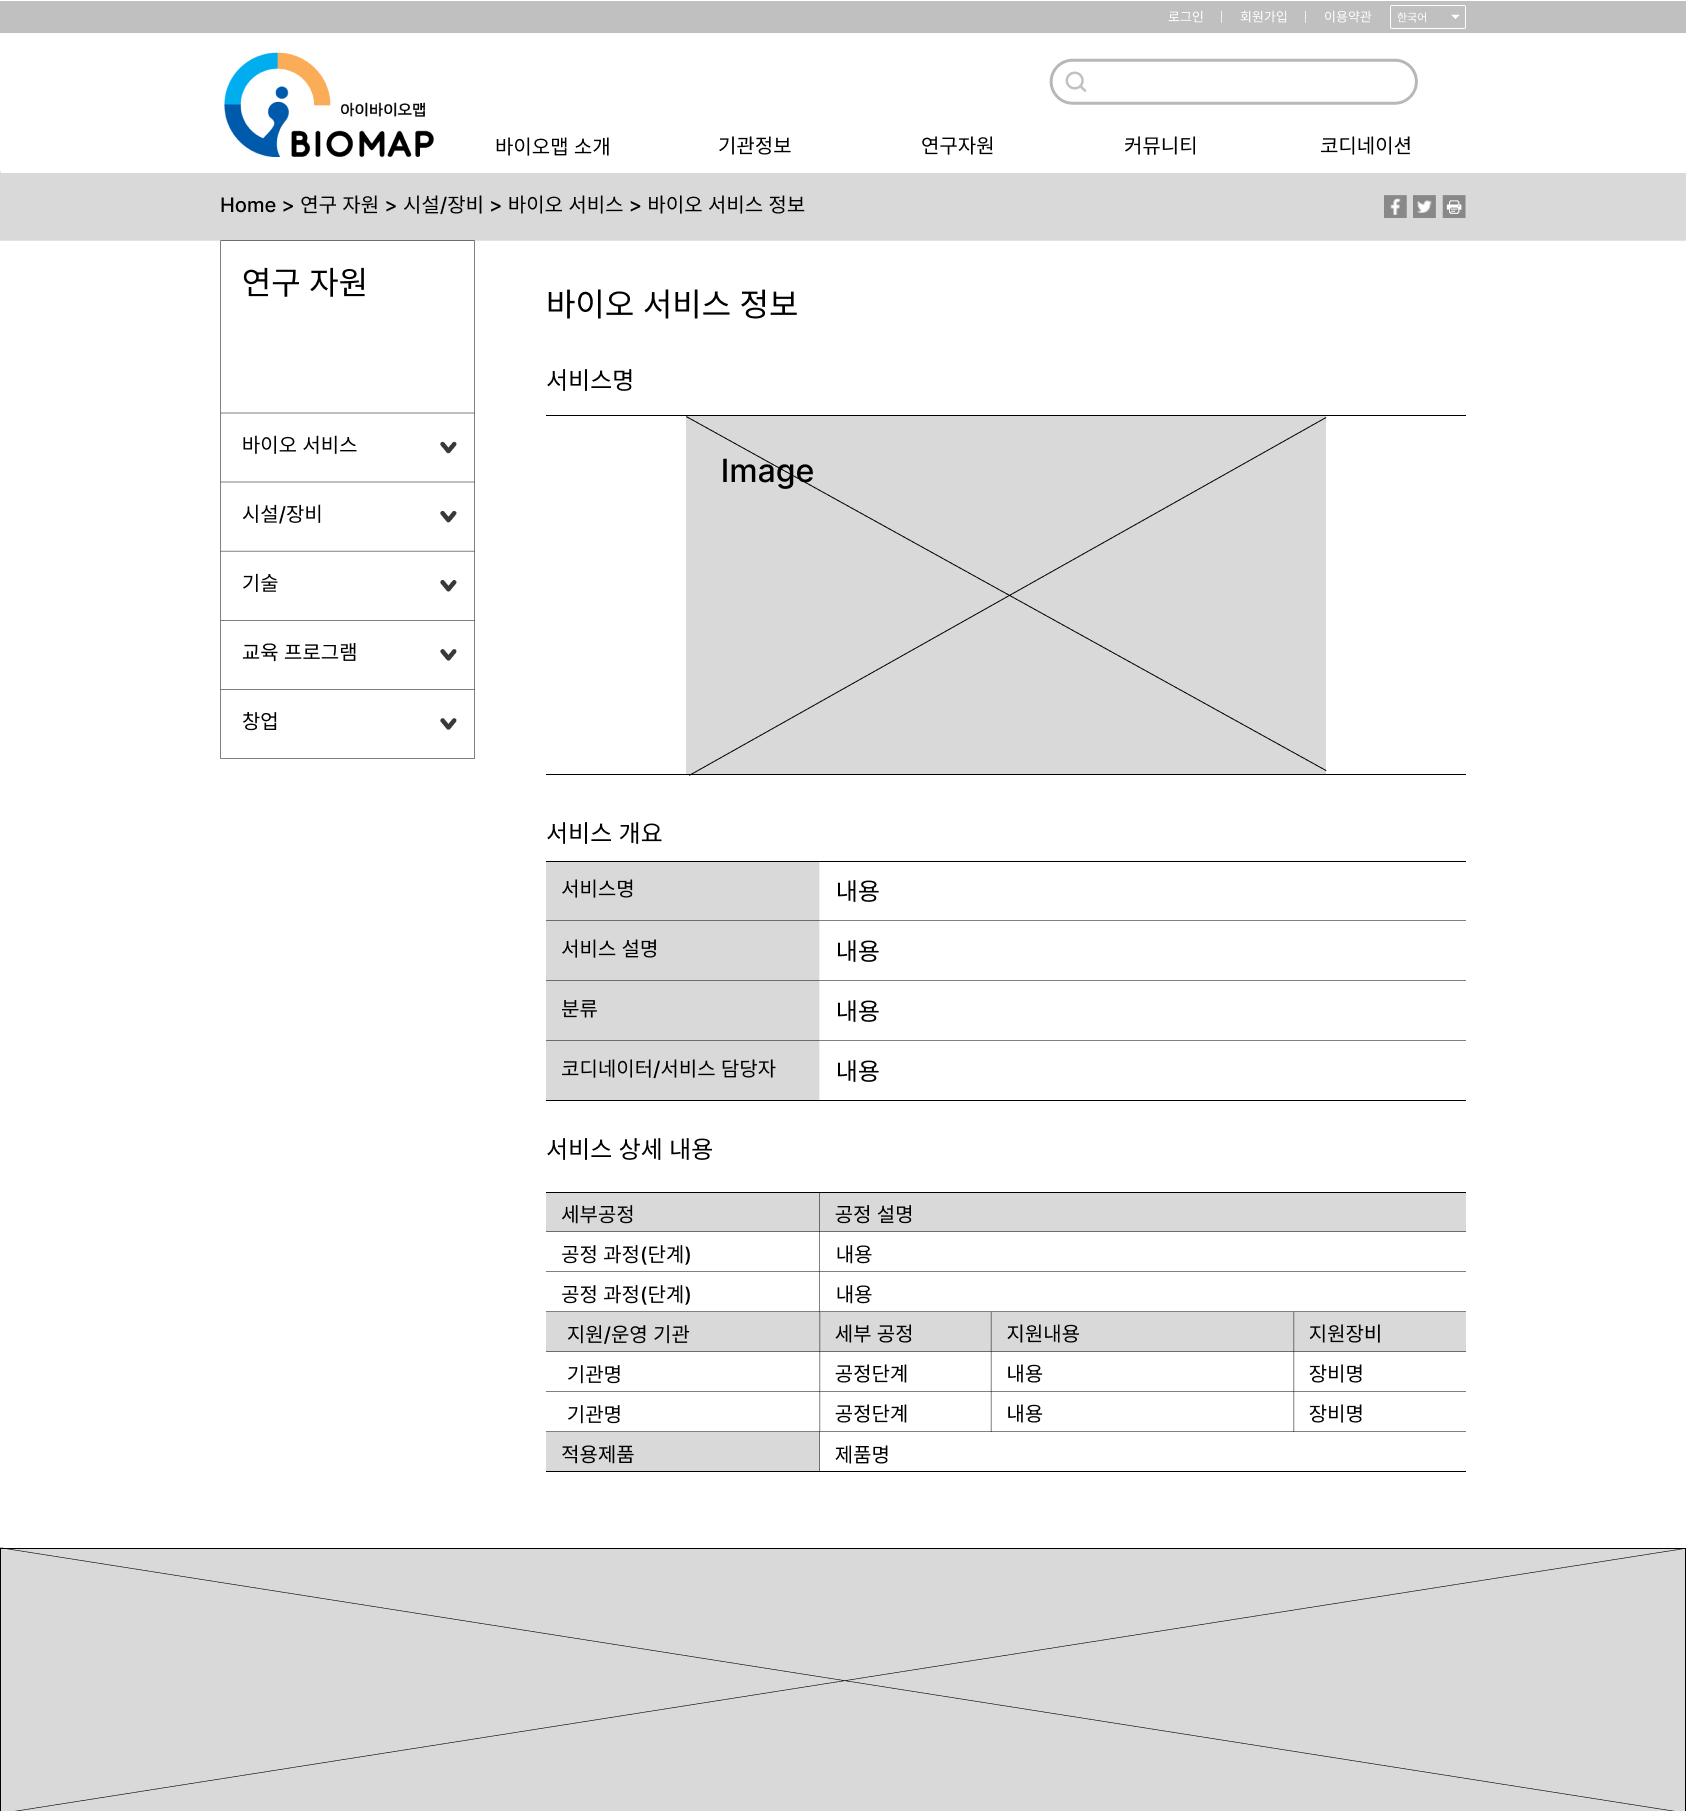 로그인 | 회원가입 | 이용약관 한국어
아이바이오맵
BIOMAP
바이오맵 소개 기관정보 연구자원 커뮤니티 코디네이션
Home > 연구 자원 > 시설/장비 > 바이오 서비스 > 바이오 서비스 정보
연구 자원
바이오 서비스
시설/장비
기술
교육 프로그램
창업
바이오 서비스 정보
서비스명
Image
서비스 개요
서비스명 내용
서비스 설명 내용
분류 내용
코디네이터/서비스 담당자 내용
서비스 상세 내용
세부공정 공정 설명
공정 과정(단계) 내용
공정 과정(단계) 내용
지원/운영 기관 세부 공정 지원내용 지원장비
기관명 공정단계 내용 장비명
기관명 공정단계 내용 장비명
적용제품 제품명